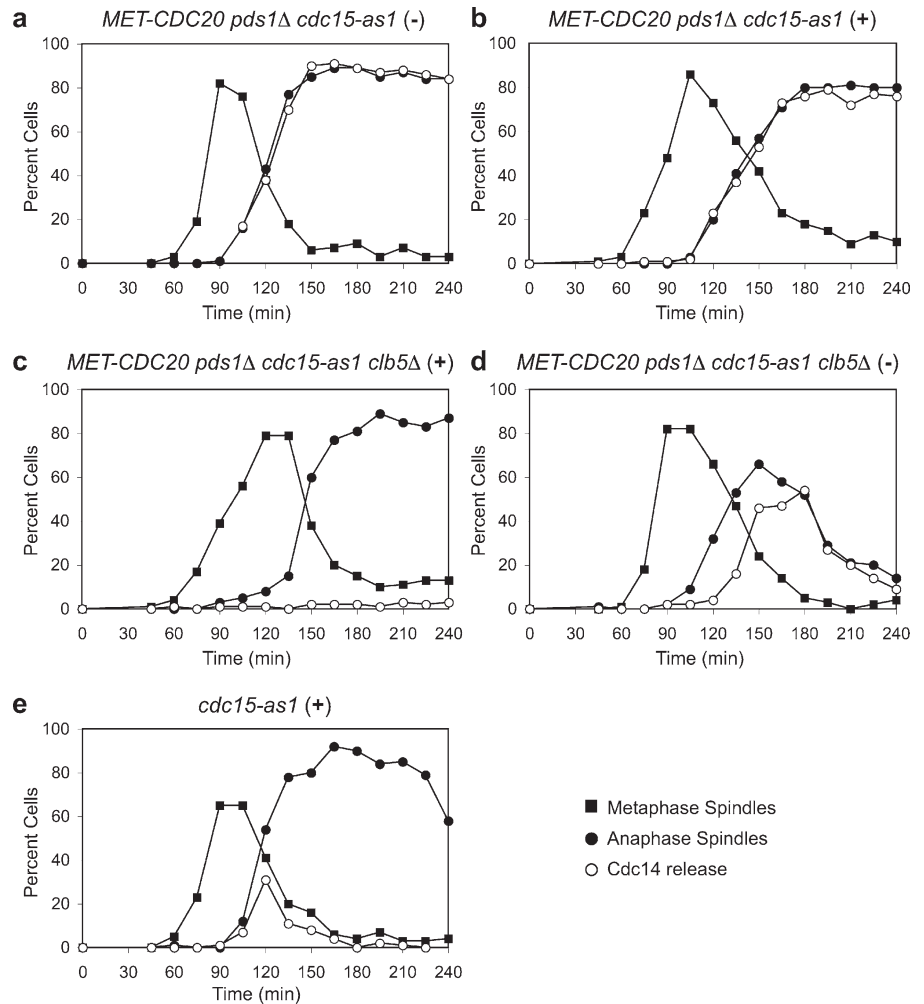 a MET-CDC20 pds1Δ cdc15-as1 (-)
100
80
60
40
20
0
Percent Cells
0 30 60 90 120 150 180 210 240
Time (min)
b MET-CDC20 pds1Δ cdc15-as1 (+)
100
80
60
40
20
0
Percent Cells
0 30 60 90 120 150 180 210 240
Time (min)
c MET-CDC20 pds1Δ cdc15-as1 clb5Δ (+)
100
80
60
40
20
0
Percent Cells
0 30 60 90 120 150 180 210 240
Time (min)
d MET-CDC20 pds1Δ cdc15-as1 clb5Δ (-)
100
80
60
40
20
0
Percent Cells
0 30 60 90 120 150 180 210 240
Time (min)
e cdc15-as1 (+)
100
80
60
40
20
0
Percent Cells
0 30 60 90 120 150 180 210 240
Time (min)
Metaphase Spindles
Anaphase Spindles
Cdc14 release